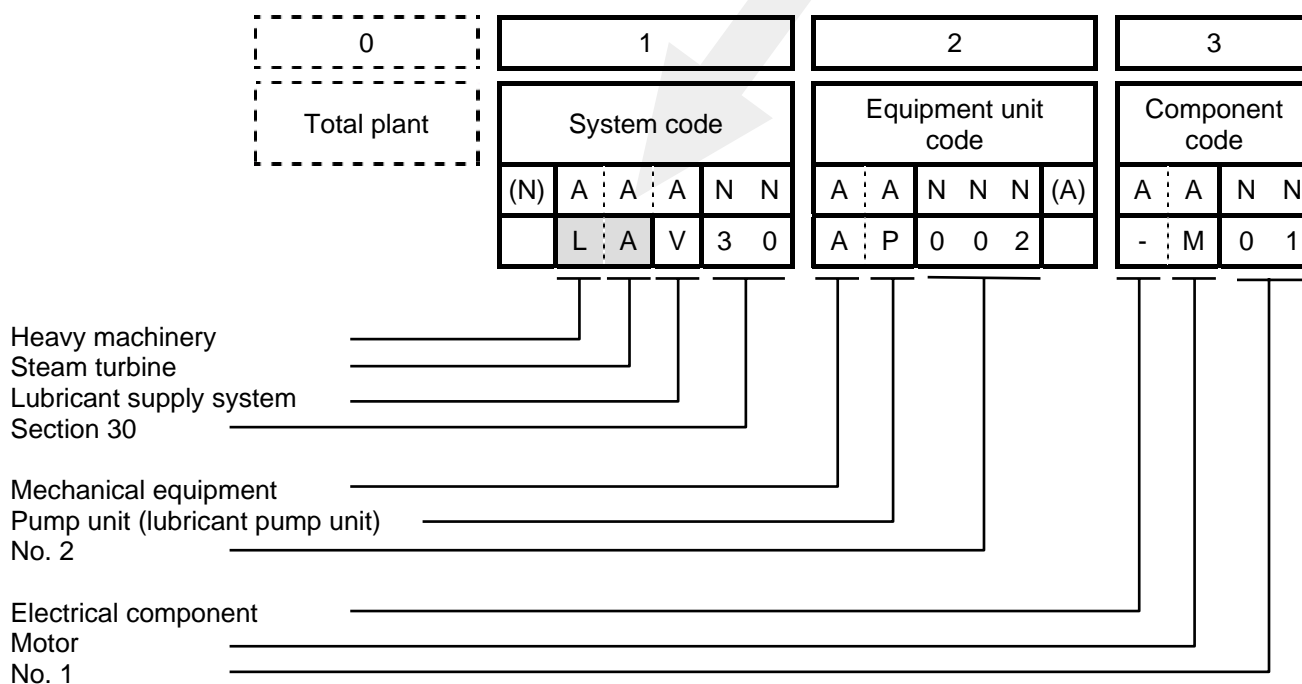 0 1 2 3
Total plant System code Equipment unit code Component code
(N) A A A N N A A N N N (A) A A N N
L A V 3 0 A P 0 0 2 - M 0 1
Heavy machinery
Steam turbine
Lubricant supply system
Section 30
Mechanical equipment
Pump unit (lubricant pump unit)
No. 2
Electrical component
Motor
No. 1